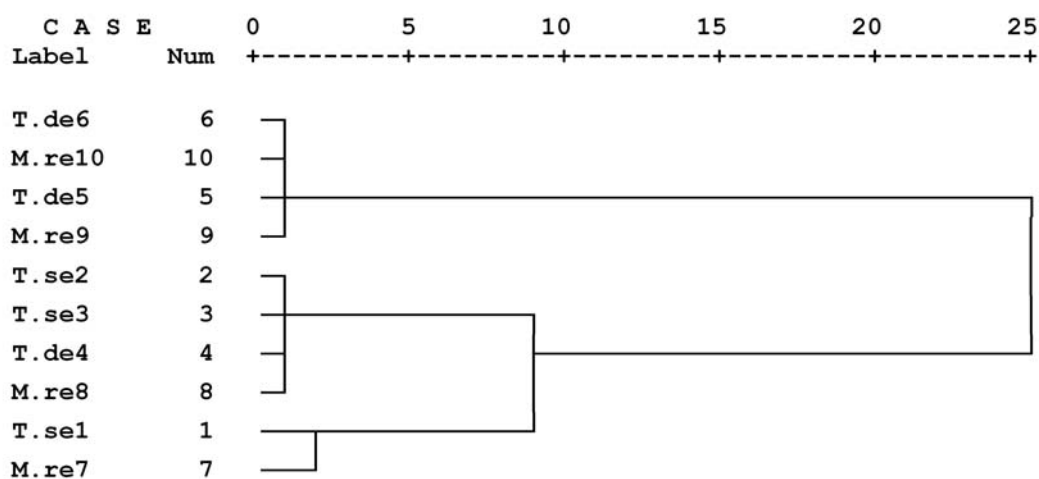 C A S E 0 5 10 15 20 25
Label Num +---------+---------+---------+---------+---------+
T.de6 6
M.re10 10
T.de5 5
M.re9 9
T.se2 2
T.se3 3
T.de4 4
M.re8 8
T.se1 1
M.re7 7